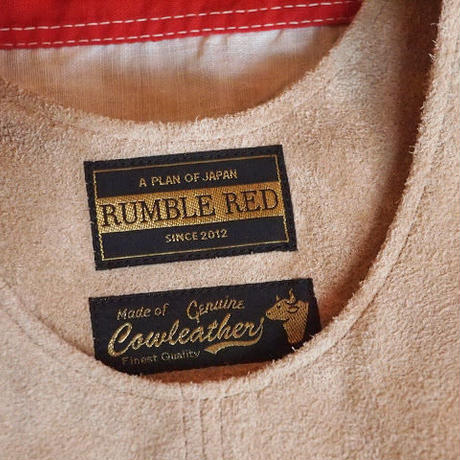 A PLAN OF JAPAN
RUMBLE RED
SINCE 2012
Made of Genuine
Cowleather
Finest Quality